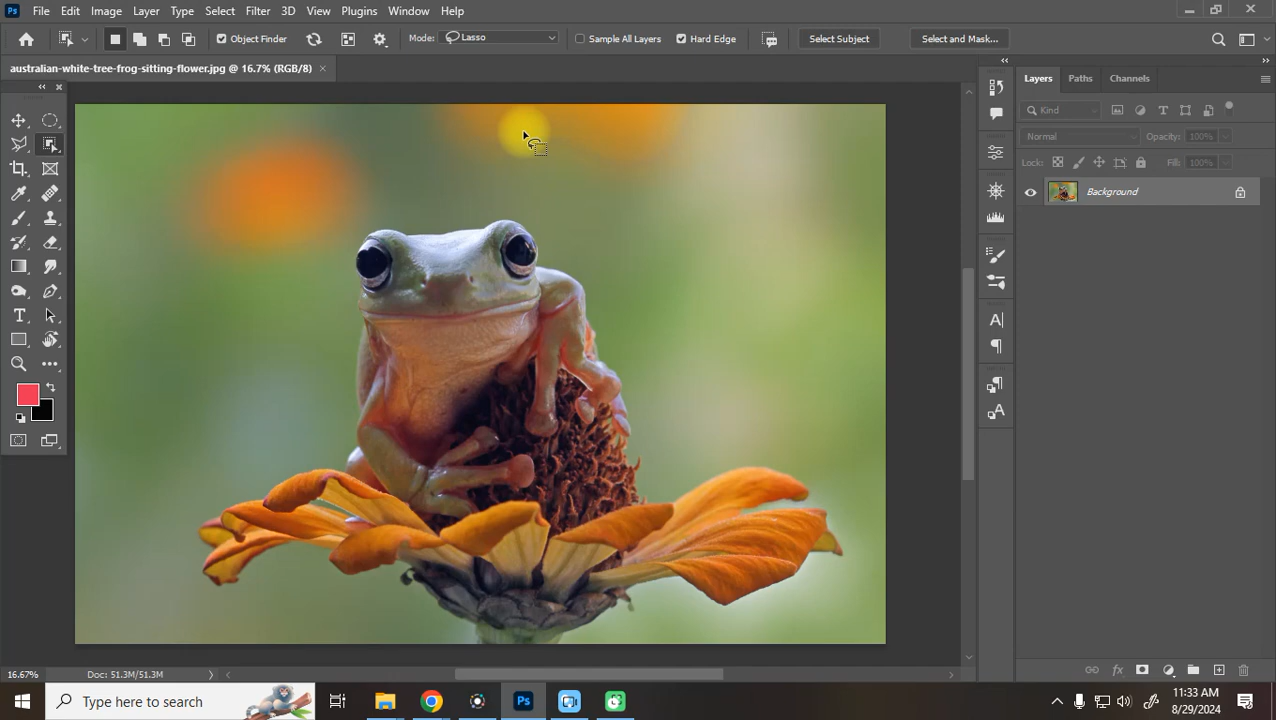 Ps File Edit Image Layer Type Select Filter 3D View Plugins Window Help
Object Finder Mode: Lasso Sample All Layers Hard Edge Select Subject Select and Mask...
australian-white-tree-frog-sitting-flower.jpg @ 16.7% (RGB/8)
Layers Paths Channels
Kind
Normal Opacity: 100%
Lock: Fill: 100%
Background
16.67% Doc: 51.3M/51.3M
Type here to search
Ps
11:33 AM
8/29/2024